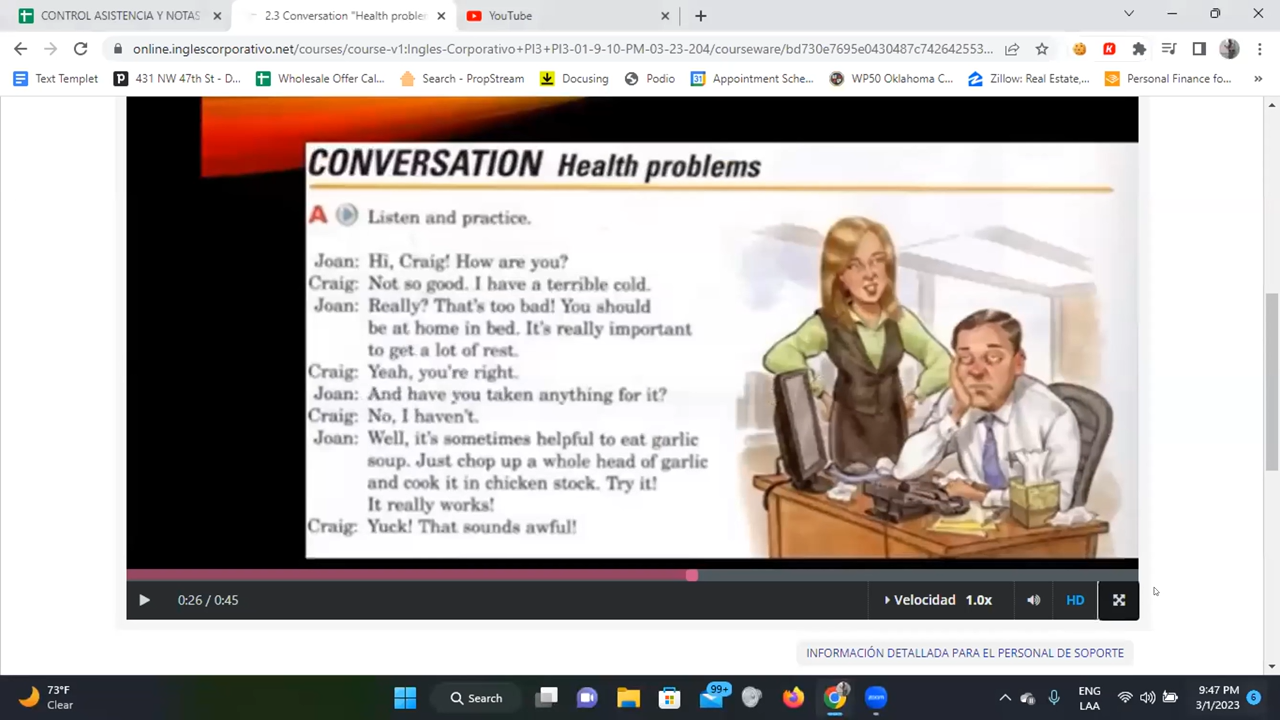 CONTROL ASISTENCIA Y NOTAS
2.3 Conversation "Health probler
YouTube
online.inglescorporativo.net/courses/course-v1:Ingles-Corporativo+PI3+PI3-01-9-10-PM-03-23-204/courseware/bd730e7695e0430487c742642553...
Text Templet
431 NW 47th St - D...
Wholesale Offer Cal...
Search - PropStream
Docusing
Podio
Appointment Sche...
WP50 Oklahoma C...
Zillow: Real Estate,...
Personal Finance fo...
CONVERSATION Health problems
A Listen and practice.
Joan: Hi, Craig! How are you?
Craig: Not so good. I have a terrible cold.
Joan: Really? That's too bad! You should
be at home in bed. It's really important
to get a lot of rest.
Craig: Yeah, you're right.
Joan: And have you taken anything for it?
Craig: No, I haven't.
Joan: Well, it's sometimes helpful to eat garlic
soup. Just chop up a whole head of garlic
and cook it in chicken stock. Try it!
It really works!
Craig: Yuck! That sounds awful!
0:26 / 0:45
Velocidad 1.0x
HD
INFORMACIÓN DETALLADA PARA EL PERSONAL DE SOPORTE
73°F
Clear
Search
99+
zoom
ENG
LAA
9:47 PM
3/1/2023
6